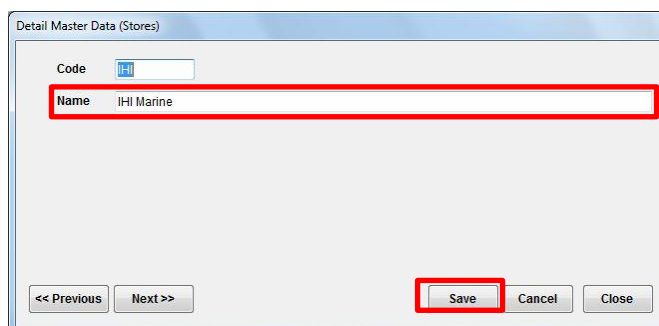 Detail Master Data (Stores)
Code IHI
Name IHI Marine
<< Previous Next >> Save Cancel Close